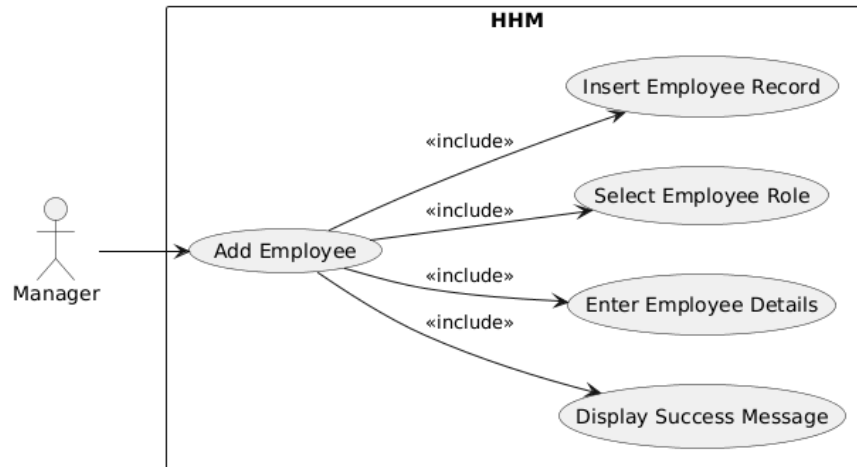 HHM
Insert Employee Record
«include»
Select Employee Role
«include»
Add Employee
Manager
«include»
Enter Employee Details
«include»
Display Success Message